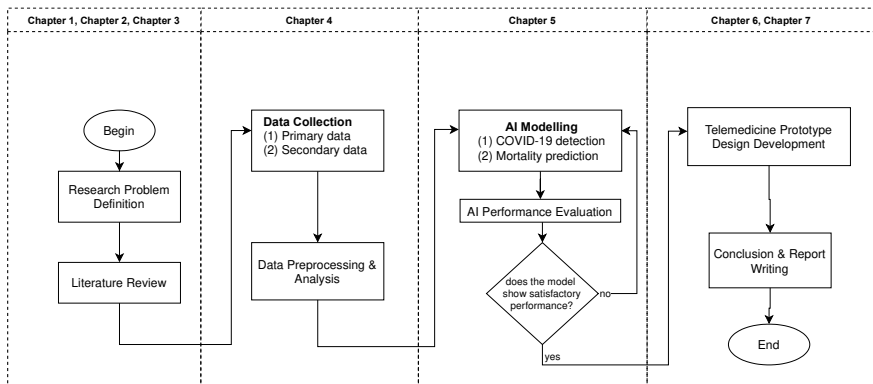 Chapter 1, Chapter 2, Chapter 3
Chapter 4
Chapter 5
Chapter 6, Chapter 7
Begin
Research Problem
Definition
Literature Review
Data Collection
(1) Primary data
(2) Secondary data
Data Preprocessing &
Analysis
AI Modelling
(1) COVID-19 detection
(2) Mortality prediction
AI Performance Evaluation
does the model
show satisfactory
performance?
no
yes
Telemedicine Prototype
Design Development
Conclusion & Report
Writing
End